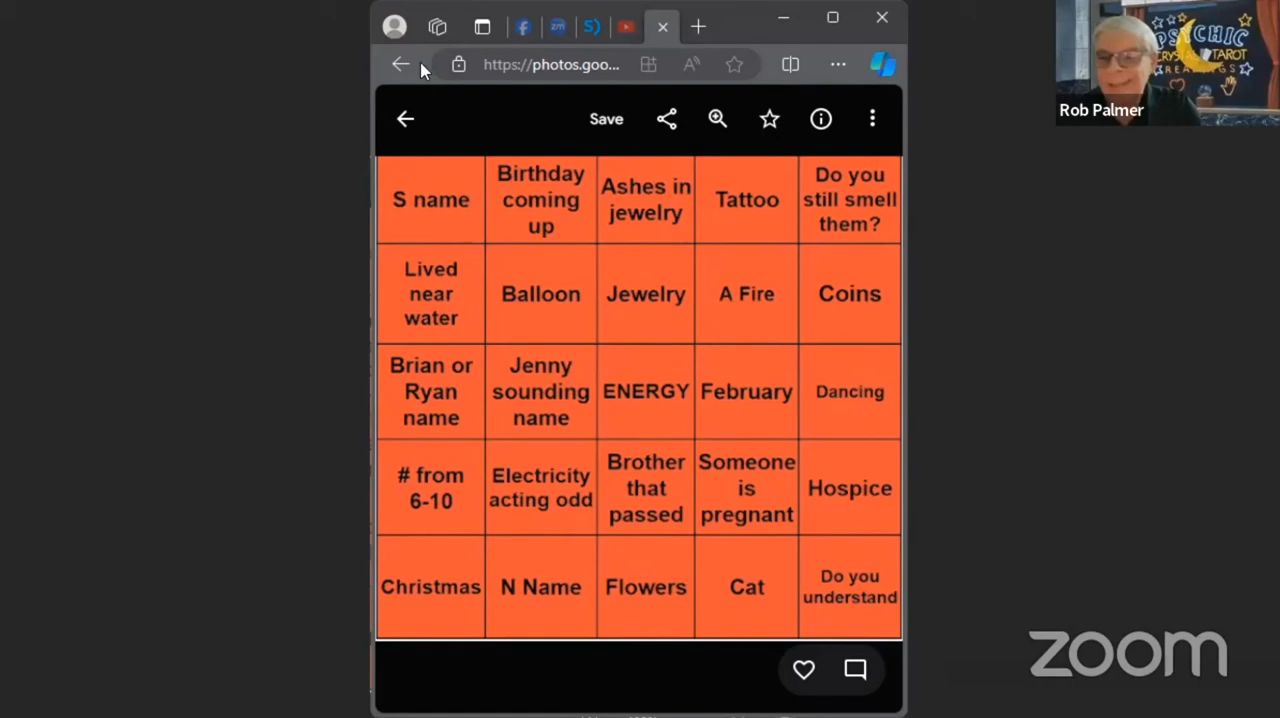 https://photos.goo...
Save
S name
Birthday
coming
up
Ashes in
jewelry
Tattoo
Do you
still smell
them?
Lived
near
water
Balloon
Jewelry
A Fire
Coins
Brian or
Ryan
name
Jenny
sounding
name
ENERGY
February
Dancing
# from
6-10
Electricity
acting odd
Brother
that
passed
Someone
is
pregnant
Hospice
Christmas
N Name
Flowers
Cat
Do you
understand
PSYCHIC
CRYSTAL TAROT
READINGS
Rob Palmer
zoom